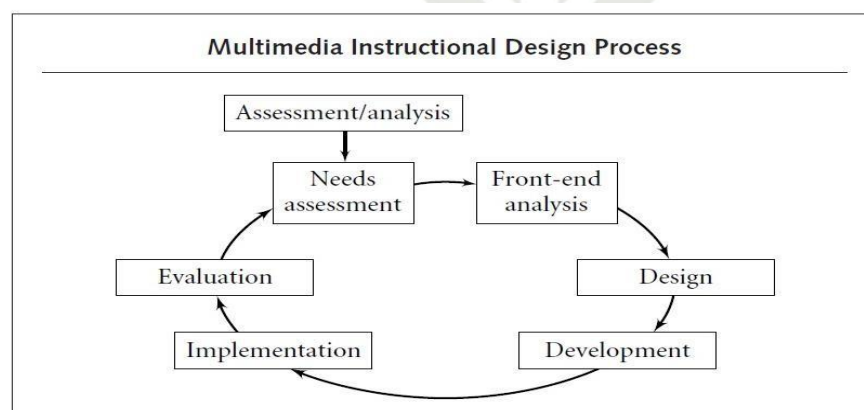 Multimedia Instructional Design Process
Assessment/analysis
Needs
assessment
Front-end
analysis
Design
Development
Implementation
Evaluation